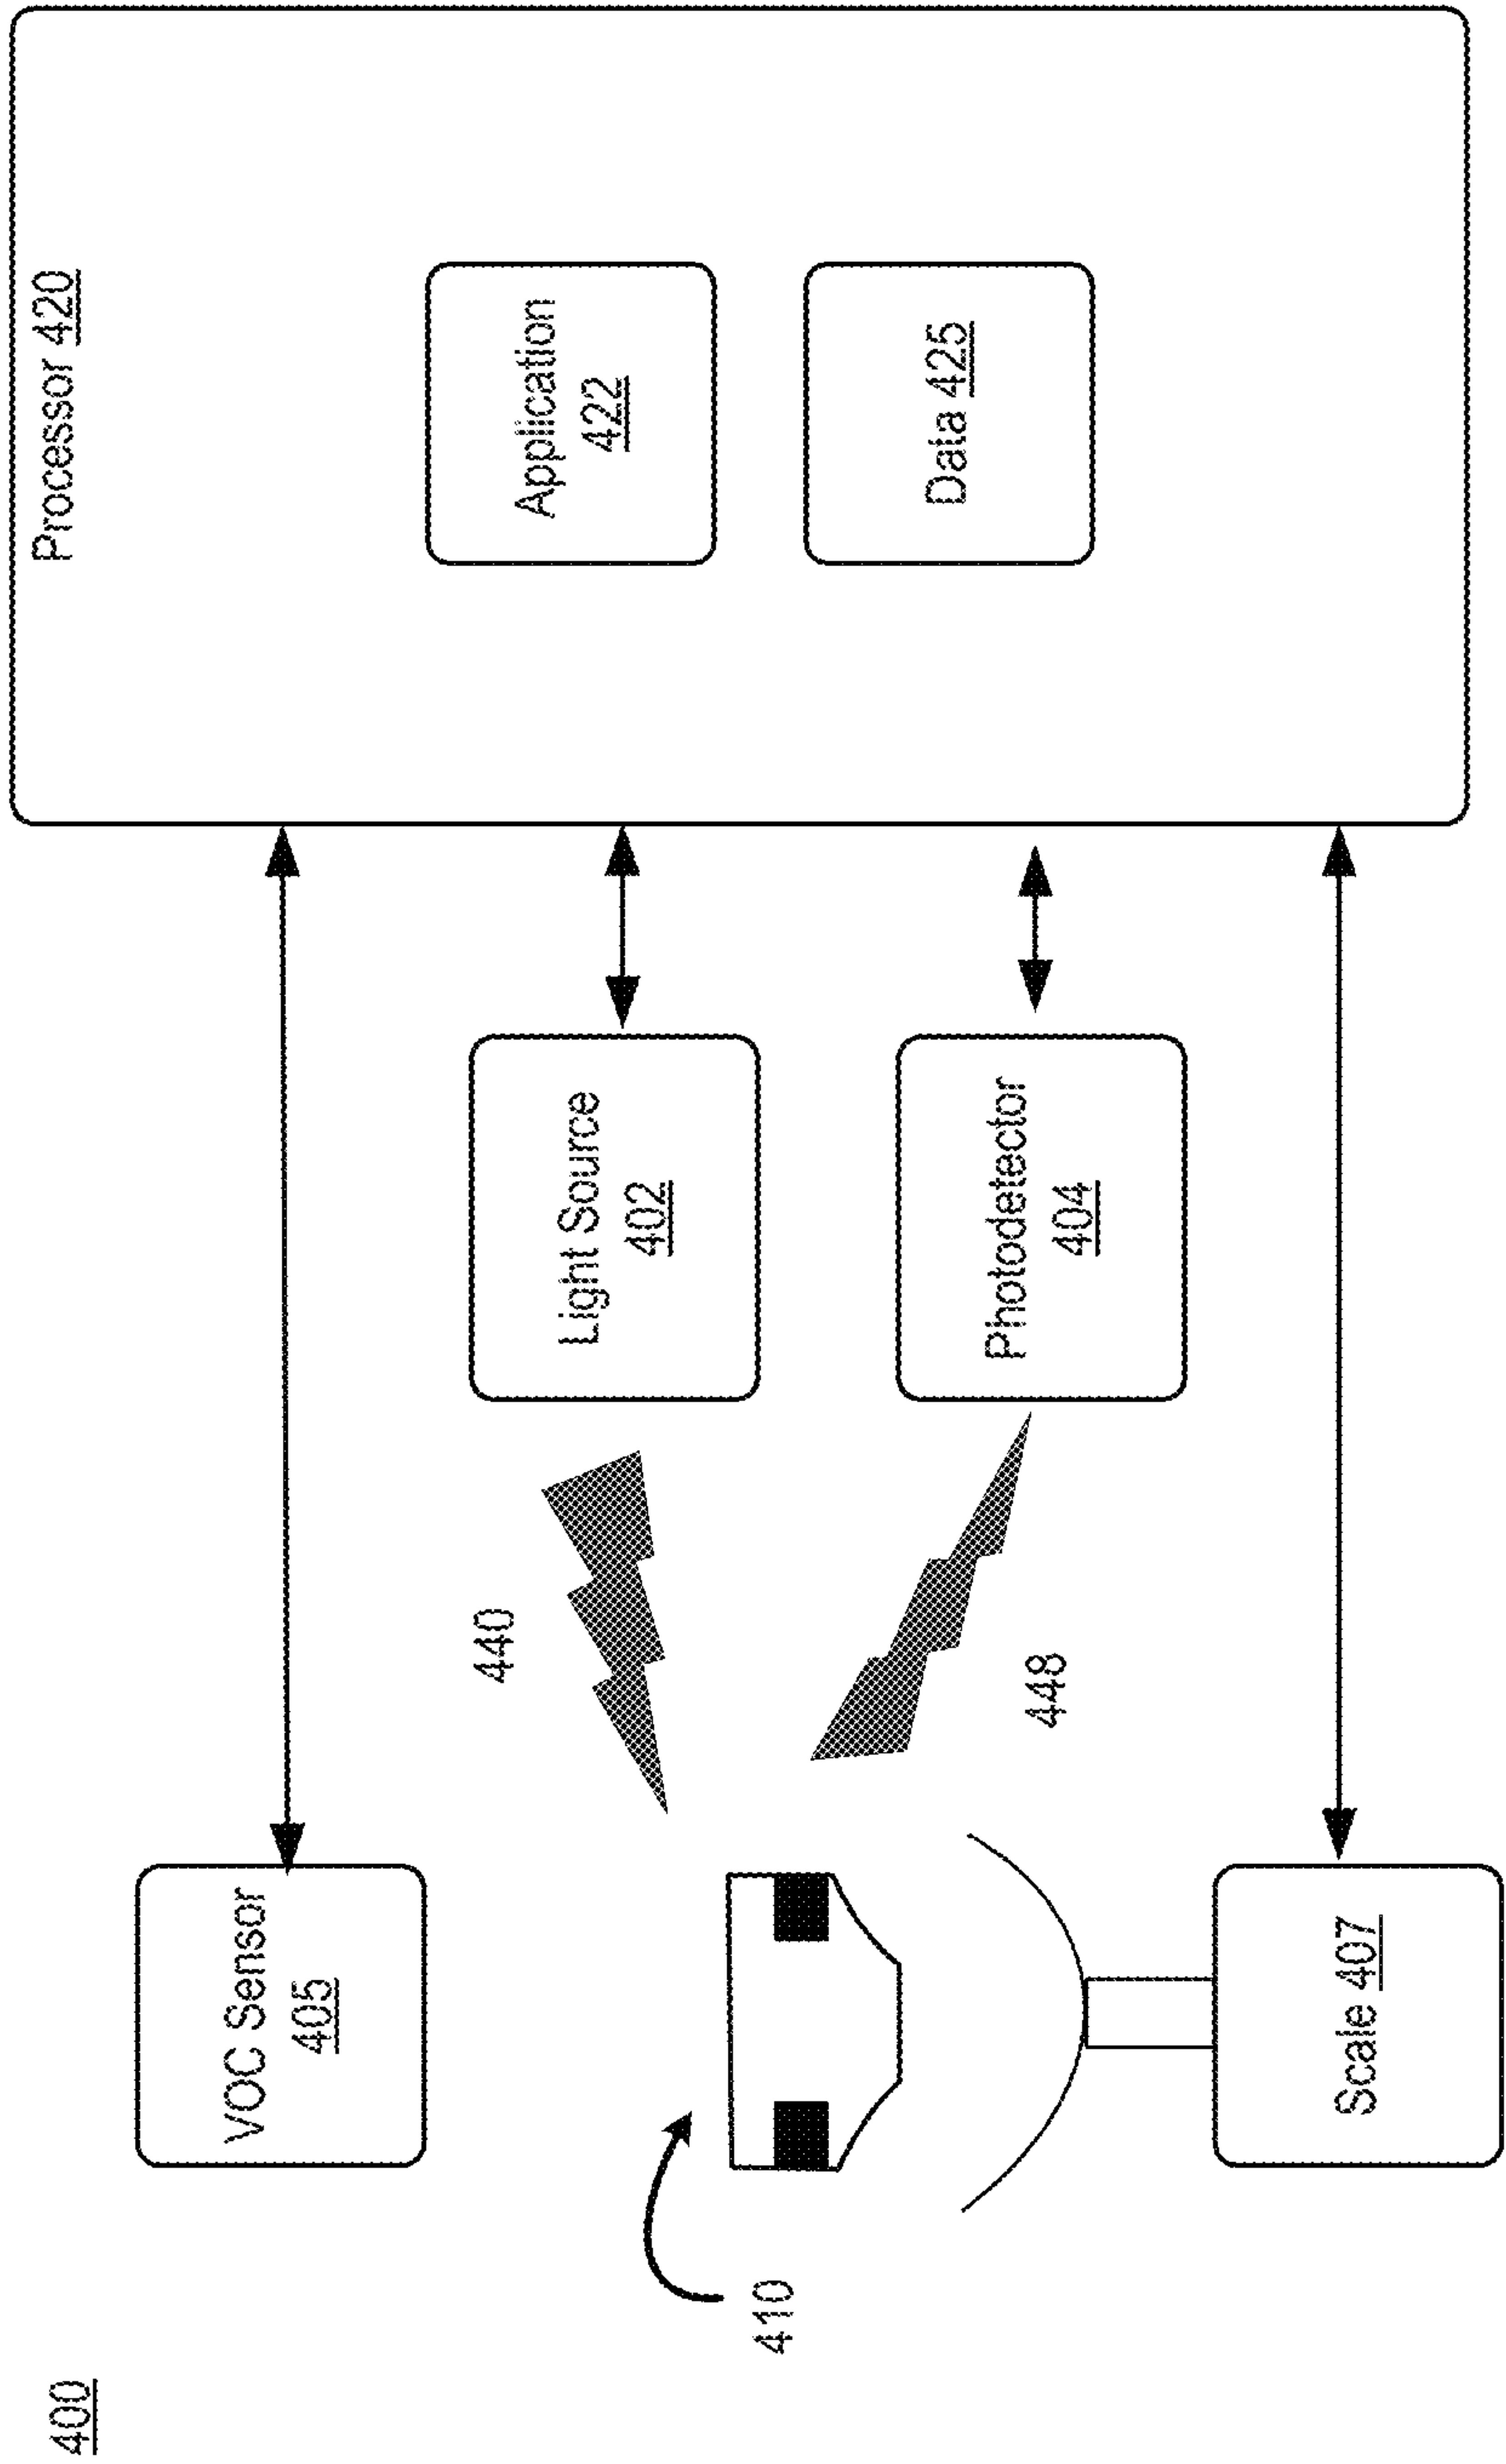 400
VOC Sensor
405
410
440
448
Light Source
402
Photodetector
404
Scale 407
Processor 420
Application
422
Data 425